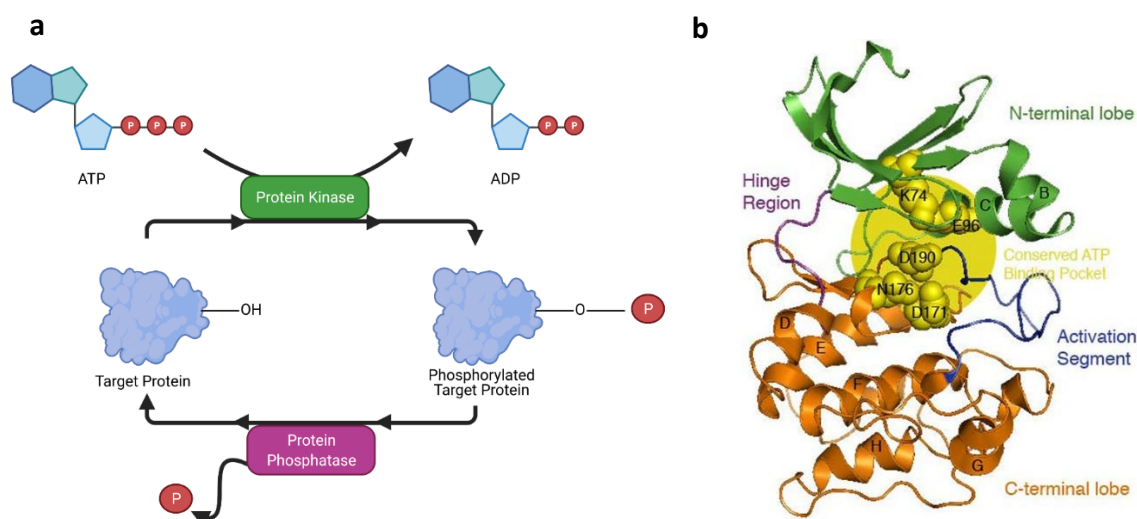 a
P P P
ATP
P P
ADP
Protein Kinase
OH
Target Protein
O
P
Phosphorylated
Target Protein
Protein
Phosphatase
P
b
N-terminal lobe
Hinge
Region
K74
E96
C
B
D190
Conserved ATP
Binding Pocket
N176
D171
D
E
Activation
Segment
F
H
G
C-terminal lobe